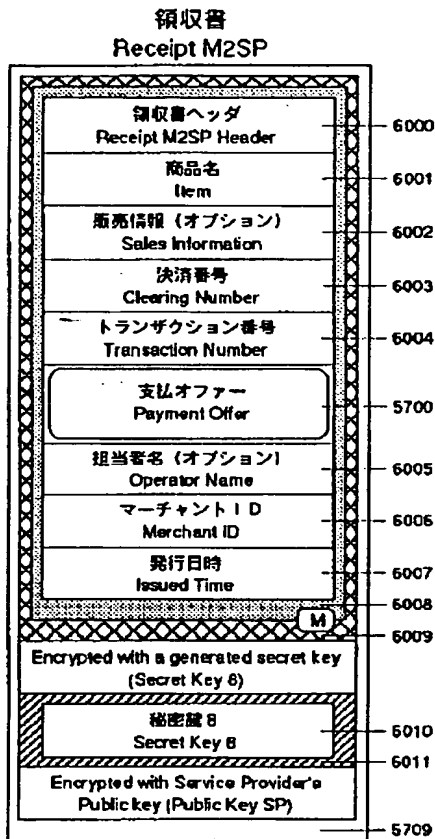 領収書
Receipt M2SP
領収書ヘッダ
Receipt M2SP Header
6000
商品名
Item
6001
販売情報（オプション）
Sales Information
6002
決済番号
Clearing Number
6003
トランザクション番号
Transaction Number
6004
支払オファー
Payment Offer
5700
担当者名（オプション）
Operator Name
6005
マーチャントＩＤ
Merchant ID
6006
発行日時
Issued Time
6007
6008
M
6009
Encrypted with a generated secret key
(Secret Key 8)
秘密鍵8
Secret Key 8
6010
6011
Encrypted with Service Provider's
Public key (Public Key SP)
5709